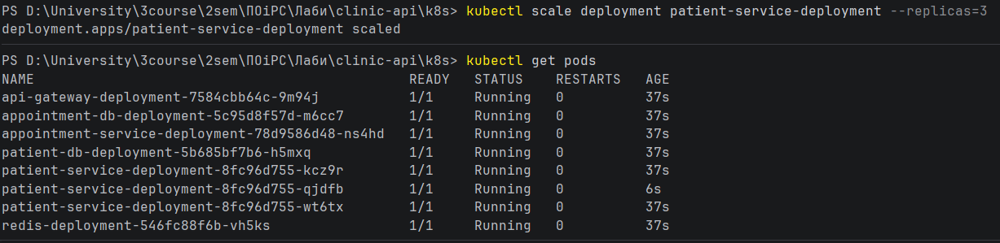 PS D:\University\3course\2sem\ПОіРС\Лаби\clinic-api\k8s> kubectl scale deployment patient-service-deployment --replicas=3
deployment.apps/patient-service-deployment scaled
PS D:\University\3course\2sem\ПОіРС\Лаби\clinic-api\k8s> kubectl get pods
NAME READY STATUS RESTARTS AGE
api-gateway-deployment-7584cbb64c-9m94j 1/1 Running 0 37s
appointment-db-deployment-5c95d8f57d-m6cc7 1/1 Running 0 37s
appointment-service-deployment-78d9586d48-ns4hd 1/1 Running 0 37s
patient-db-deployment-5b685bf7b6-h5mxq 1/1 Running 0 37s
patient-service-deployment-8fc96d755-kcz9r 1/1 Running 0 37s
patient-service-deployment-8fc96d755-qjdfb 1/1 Running 0 6s
patient-service-deployment-8fc96d755-wt6tx 1/1 Running 0 37s
redis-deployment-546fc88f6b-vh5ks 1/1 Running 0 37s